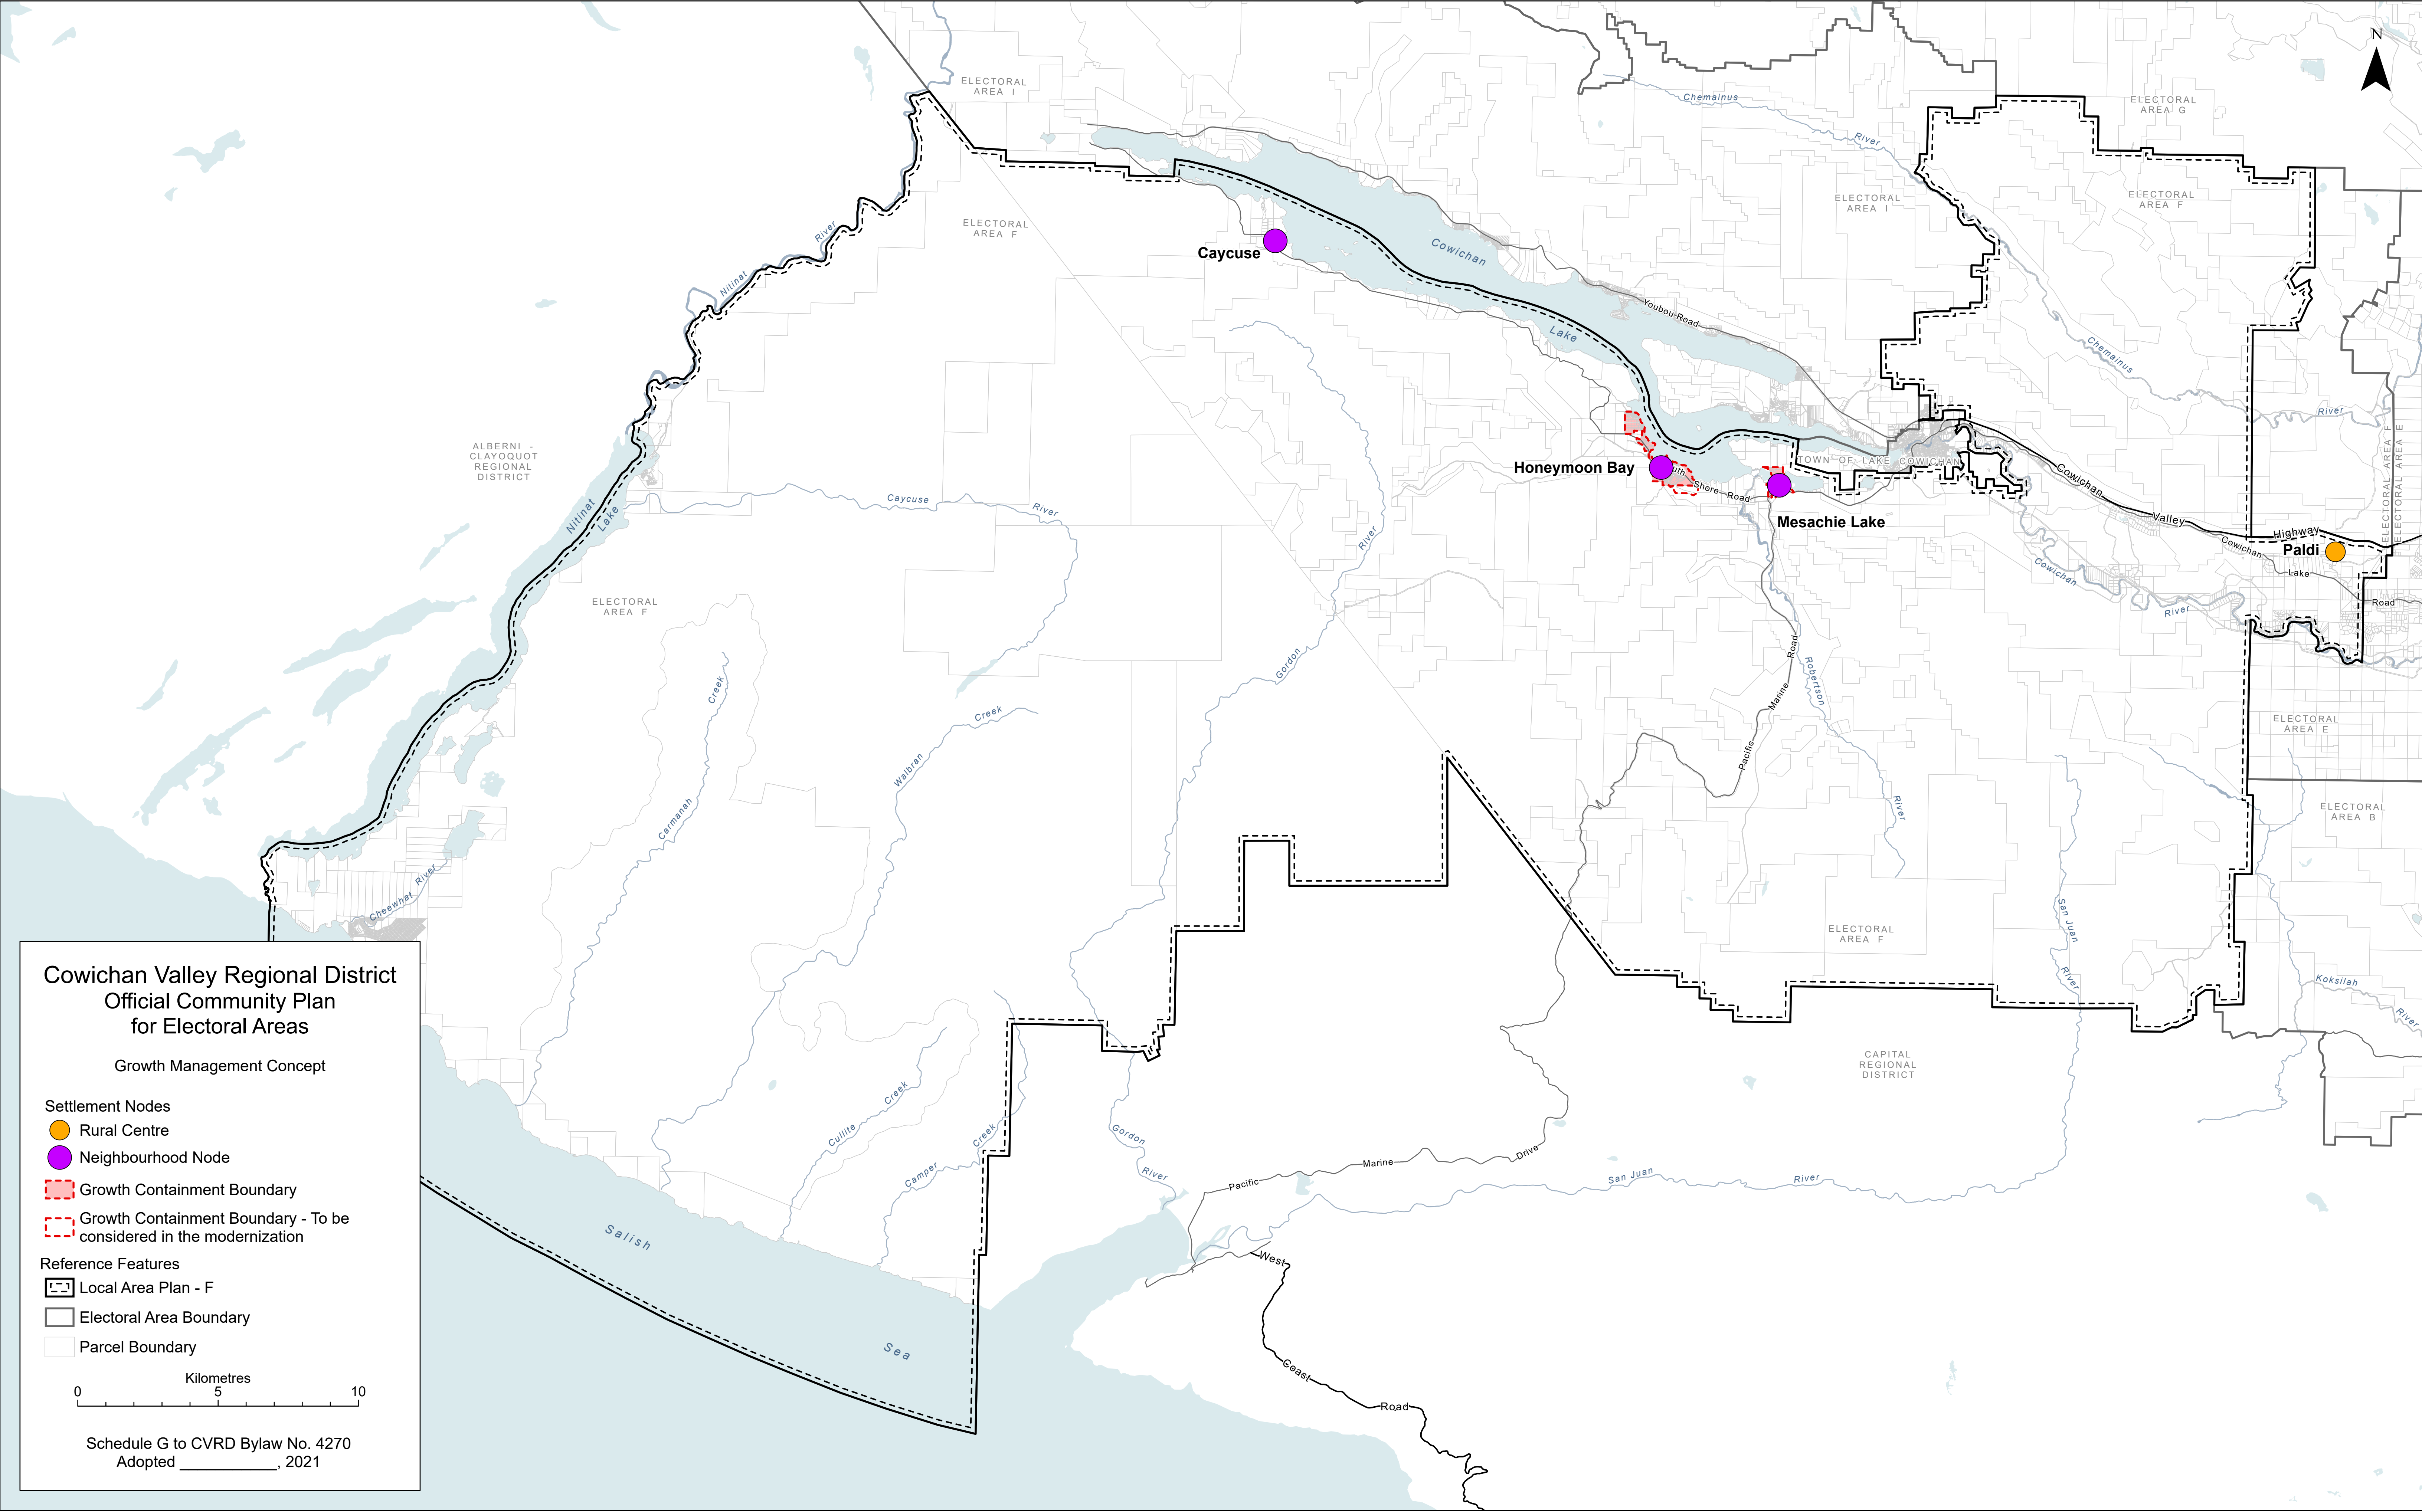 N
ELECTORAL
AREA I
ELECTORAL
AREA G
Chemainus
River
ELECTORAL
AREA I
ELECTORAL
AREA F
ELECTORAL
AREA F
River
Nitinat
Caycuse
Cowichan
Lake
Youbou Road
Chemainus
River
ELECTORAL AREA F
ELECTORAL AREA E
ALBERNI -
CLAYOQUOT
REGIONAL
DISTRICT
Honeymoon Bay
Shore Road
TOWN OF LAKE COWICHAN
Mesachie Lake
Cowichan
Valley
Highway
Paldi
Cowichan
Lake
Road
Cowichan
River
Nitinat
Lake
Caycuse
River
River
Gordon
ELECTORAL
AREA F
Creek
Carmanah
Creek
Walbran
Road
Marine
Pacific
Robertson
River
ELECTORAL
AREA E
ELECTORAL
AREA B
Cheewhat River
San Juan
River
ELECTORAL
AREA F
Koksilah
River
CAPITAL
REGIONAL
DISTRICT
Creek
Cullite
Creek
Camper
Gordon
River
Pacific
Marine
Drive
San Juan
River
West
Coast
Road
Salish
Sea
Cowichan Valley Regional District
Official Community Plan
for Electoral Areas
Growth Management Concept
Settlement Nodes
Rural Centre
Neighbourhood Node
Growth Containment Boundary
Growth Containment Boundary - To be
considered in the modernization
Reference Features
Local Area Plan - F
Electoral Area Boundary
Parcel Boundary
Kilometres
0 5 10
Schedule G to CVRD Bylaw No. 4270
Adopted ___________, 2021